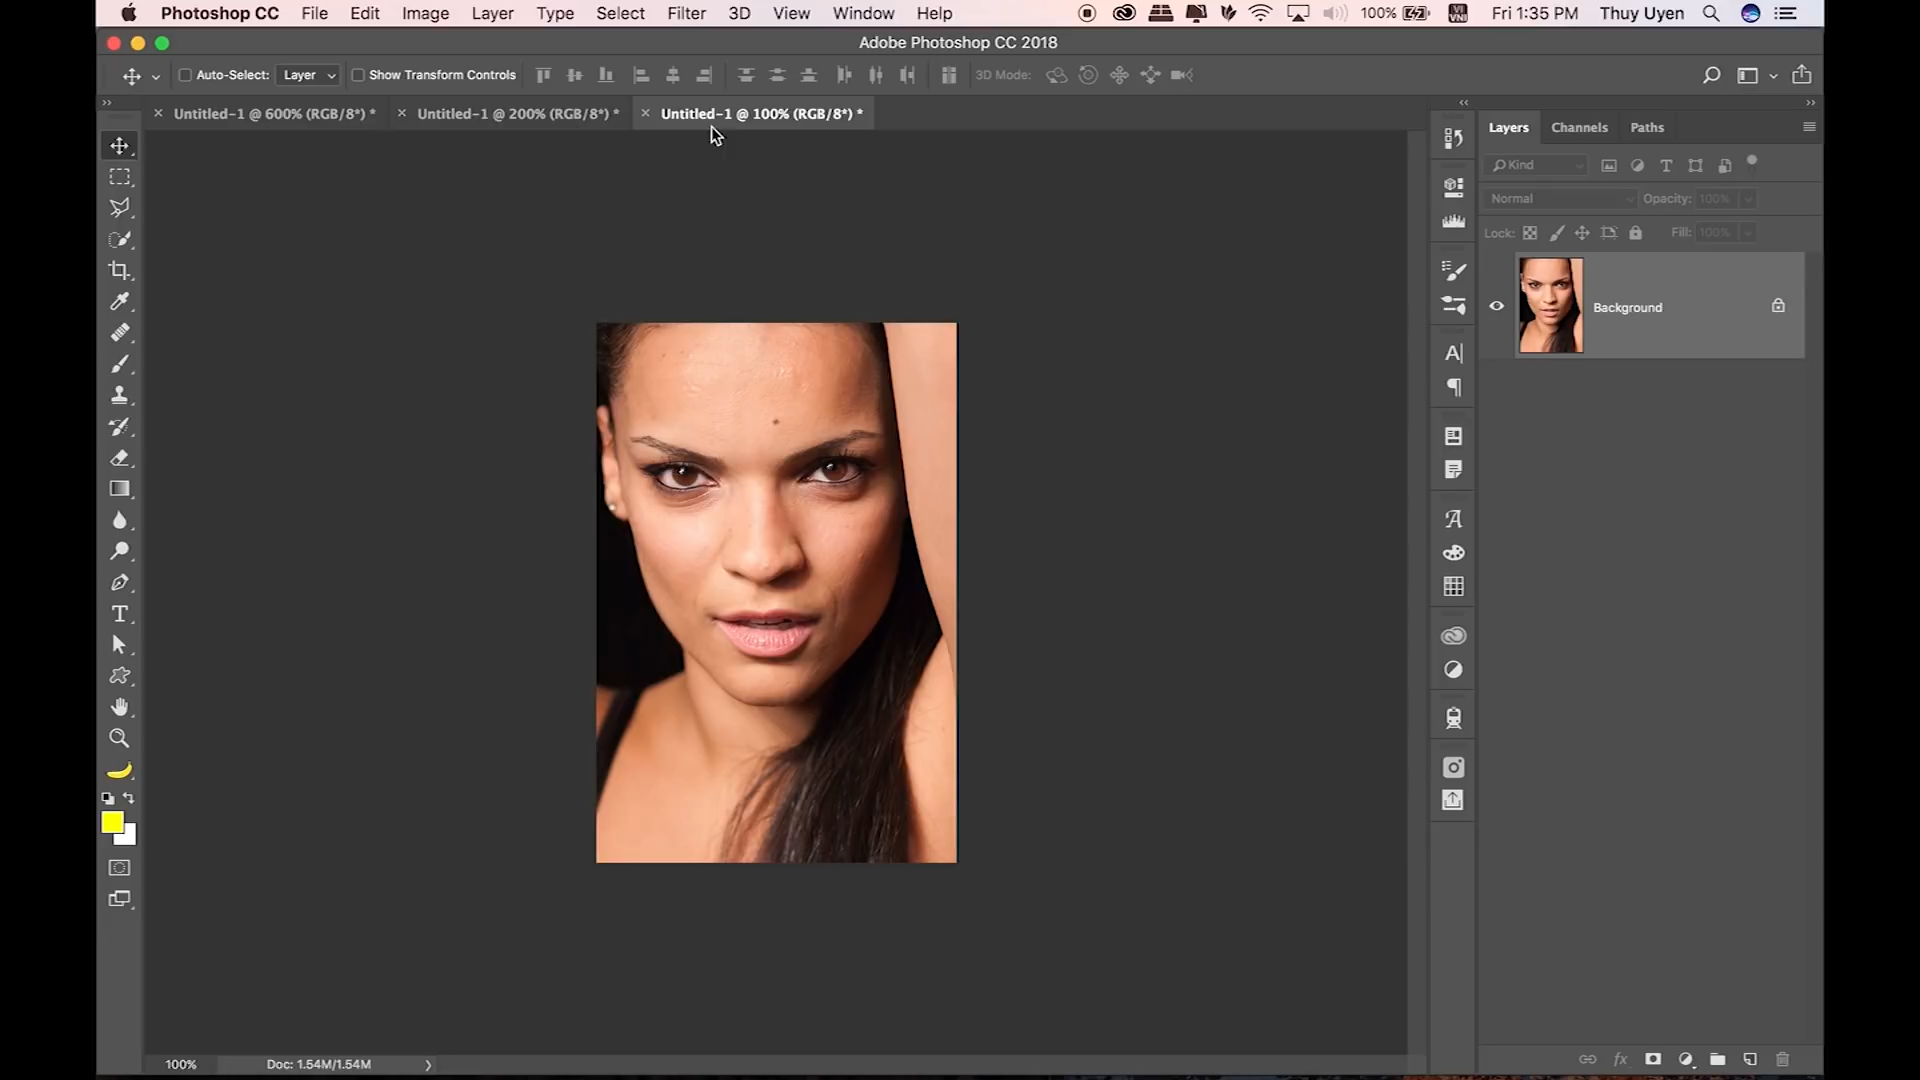 Photoshop CC File Edit Image Layer Type Select Filter 3D View Window Help 100% VI VNI Fri 1:35 PM Thuy Uyen
Adobe Photoshop CC 2018
Auto-Select: Layer Show Transform Controls 3D Mode:
Untitled-1 @ 600% (RGB/8*) * Untitled-1 @ 200% (RGB/8*) * Untitled-1 @ 100% (RGB/8*) *
Layers Channels Paths
Kind
Normal Opacity: 100%
Lock: Fill: 100%
Background
100% Doc: 1.54M/1.54M